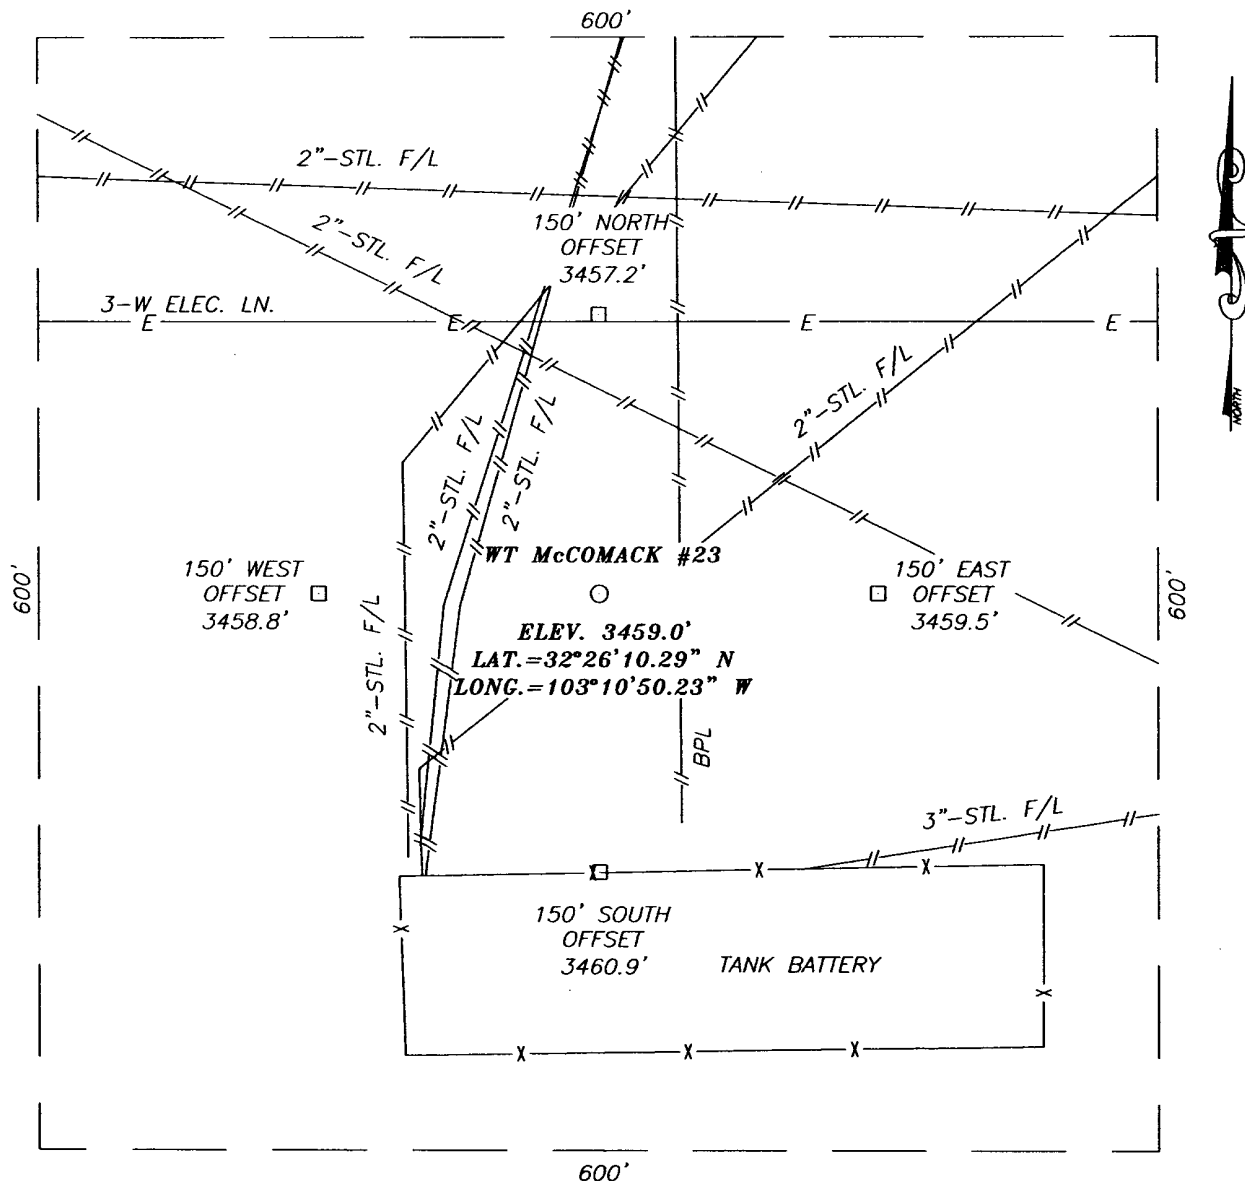 600'
2"-STL. F/L
150' NORTH
OFFSET
3457.2'
2"-STL. F/L
3-W ELEC. LN.
E E E E
NORTH
2"-STL. F/L
2"-STL. F/L
2"-STL. F/L
WT McCOMACK #23
150' WEST
OFFSET
3458.8'
150' EAST
OFFSET
3459.5'
600'
600'
ELEV. 3459.0'
LAT.=32°26'10.29" N
LONG.=103°10'50.23" W
2"-STL. F/L
BPL
3"-STL. F/L
150' SOUTH
OFFSET
3460.9'
TANK BATTERY
600'